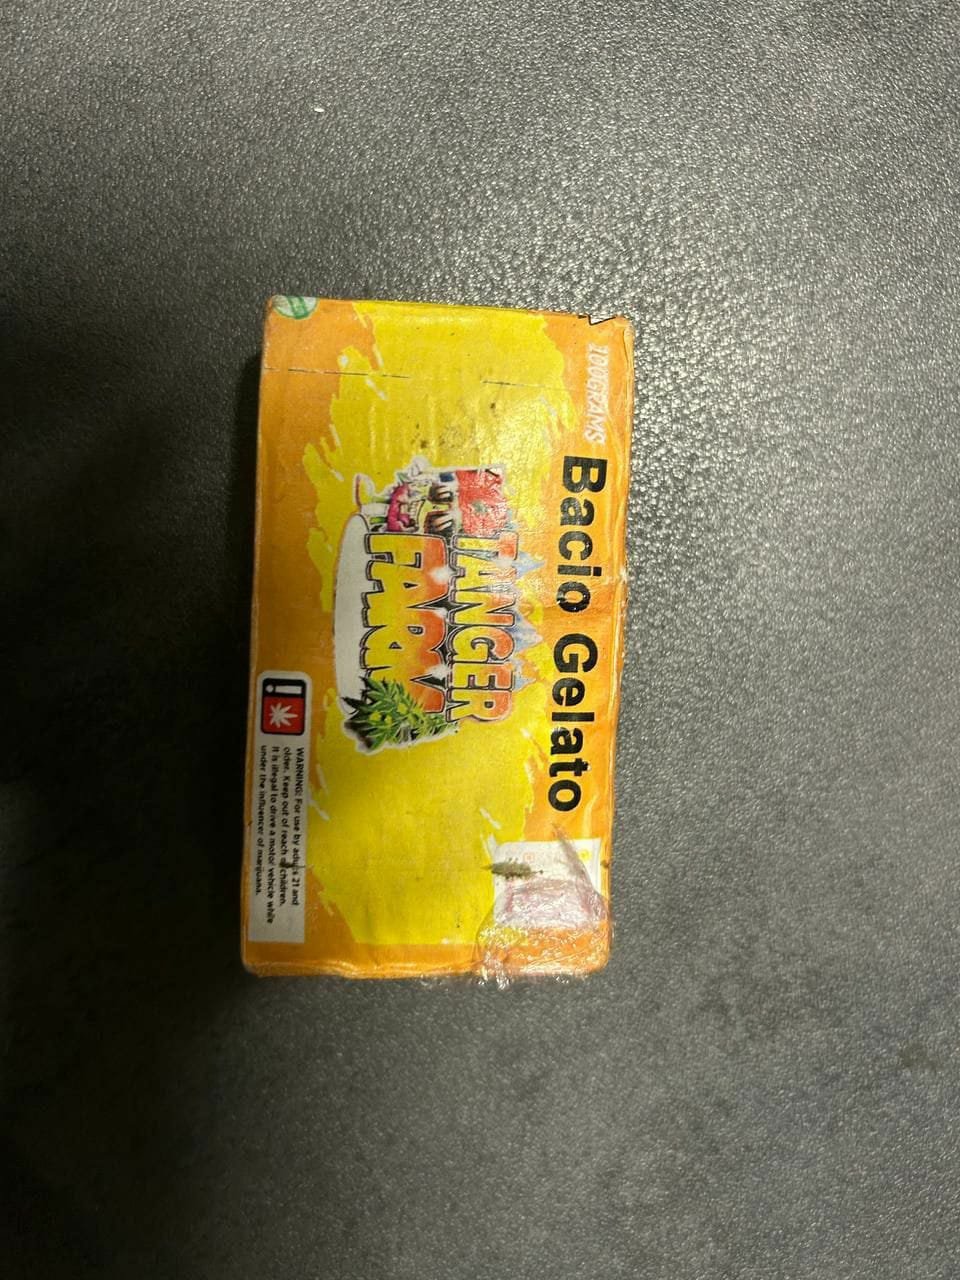 100GRAMS
Bacio Gelato
TANGER
FARM
WARNING: For use by adults 21 and
older. Keep out of reach of children.
It is illegal to drive a motor vehicle while
under the influencer of marijuana.